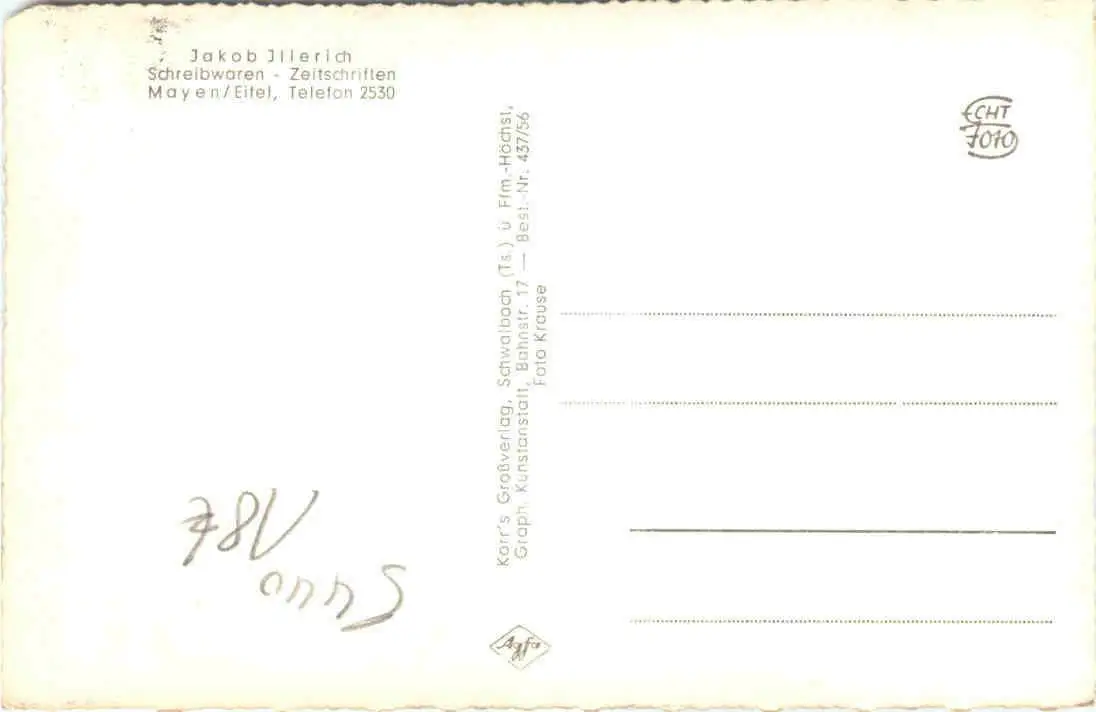 Jakob Jllerich
Schreibwaren - Zeitschriften
Mayen/Eifel, Telefon 2530
Korr's Großverlag, Schwalbach (Ts.) ü Ffm.-Höchst,
Graph. Kunstanstalt, Bahnstr. 17 — Best.-Nr. 437/56
Foto Krause
ECHT
FOTO
Agfa